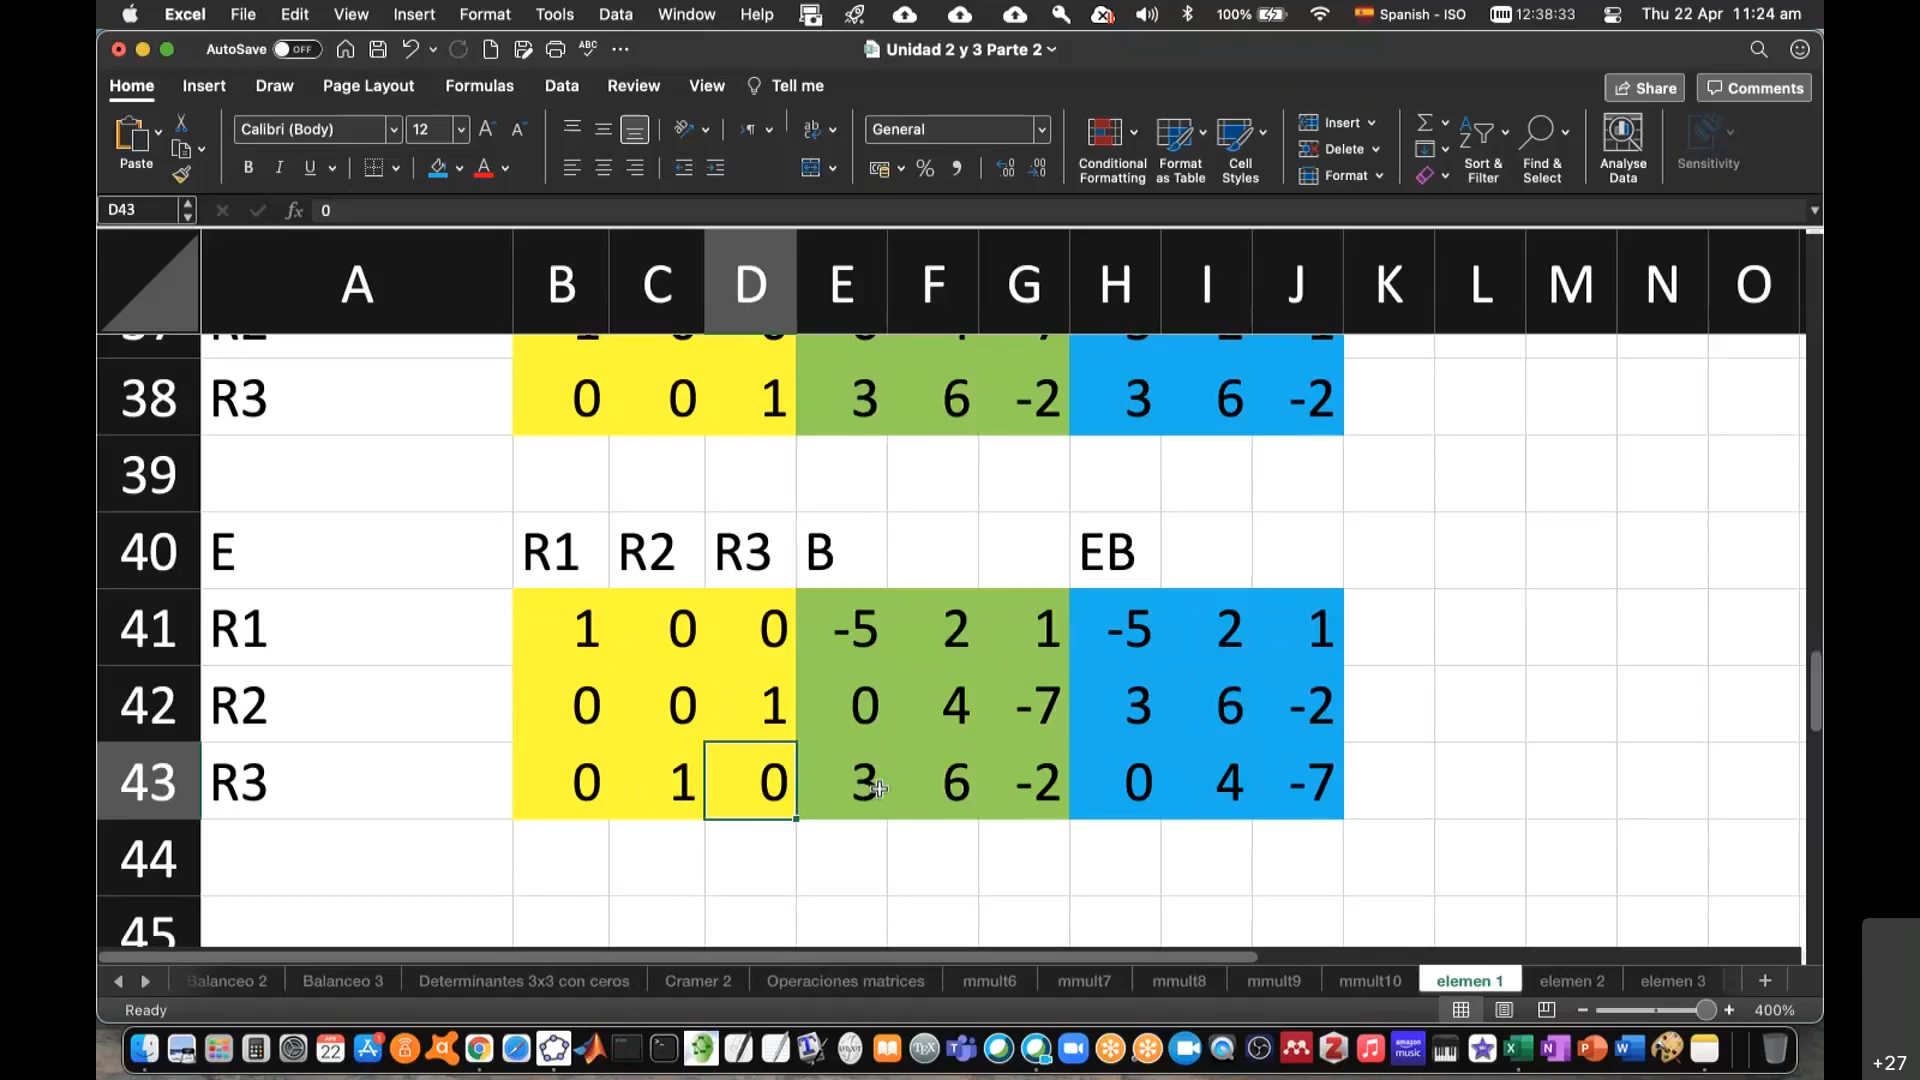 Excel File Edit View Insert Format Tools Data Window Help 100% Spanish - ISO 12:38:33 Thu 22 Apr 11:24 am
AutoSave OFF ABC Unidad 2 y 3 Parte 2
Home Insert Draw Page Layout Formulas Data Review View Tell me Share Comments
Paste Calibri (Body) 12 General Conditional Formatting Format as Table Cell Styles Insert Delete Format Sort & Filter Find & Select Analyse Data Sensitivity
D43 fx 0
A B C D E F G H I J K L M N O
38 R3 0 0 1 3 6 -2 3 6 -2
39
40 E R1 R2 R3 B EB
41 R1 1 0 0 -5 2 1 -5 2 1
42 R2 0 0 1 0 4 -7 3 6 -2
43 R3 0 1 0 3 6 -2 0 4 -7
44
45
Balanceo 2 Balanceo 3 Determinantes 3x3 con ceros Cramer 2 Operaciones matrices mmult6 mmult7 mmult8 mmult9 mmult10 elemen 1 elemen 2 elemen 3
Ready 400%
+27